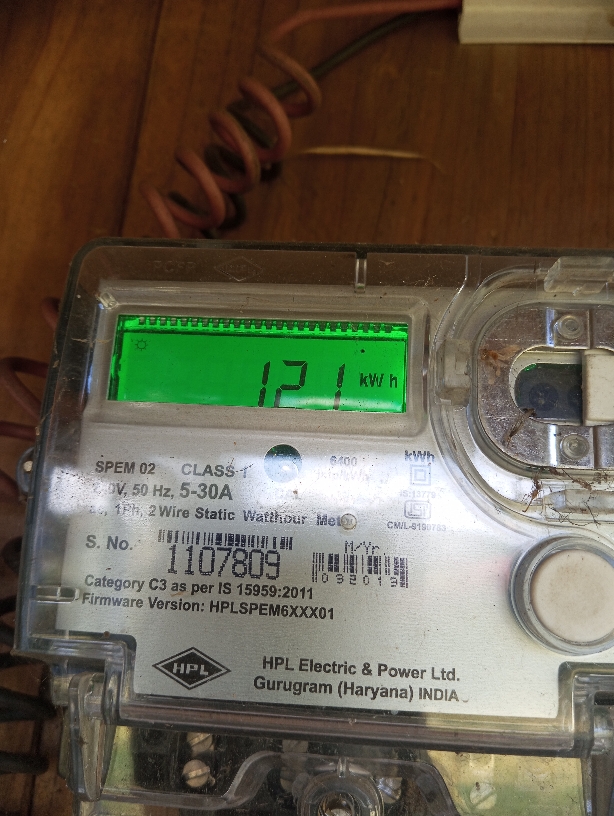 121 kWh
SPEM 02 CLASS 1 6400 kWh
V, 50 Hz, 5-30A
1Ph, 2 Wire Static Watthour Meter
CM/L-9190753
S. No. 1107809 M/Yr.
Category C3 as per IS 15959:2011
Firmware Version: HPLSPEM6XXX01
HPL
HPL Electric & Power Ltd.
Gurugram (Haryana) INDIA